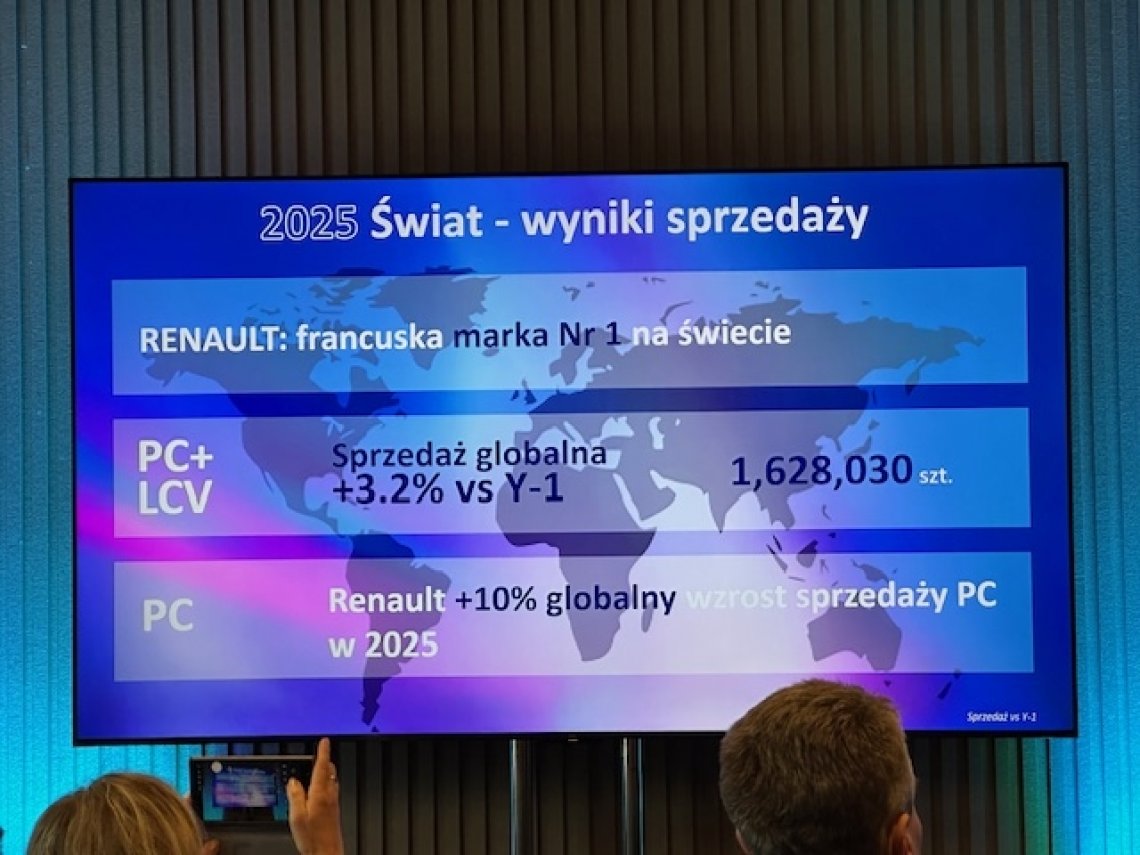 2025 Świat - wyniki sprzedaży
RENAULT: francuska marka Nr 1 na świecie
PC+
LCV
Sprzedaż globalna
+3.2% vs Y-1
1,628,030 szt.
PC
Renault +10% globalny wzrost sprzedaży PC
w 2025
Sprzedaż vs Y-1